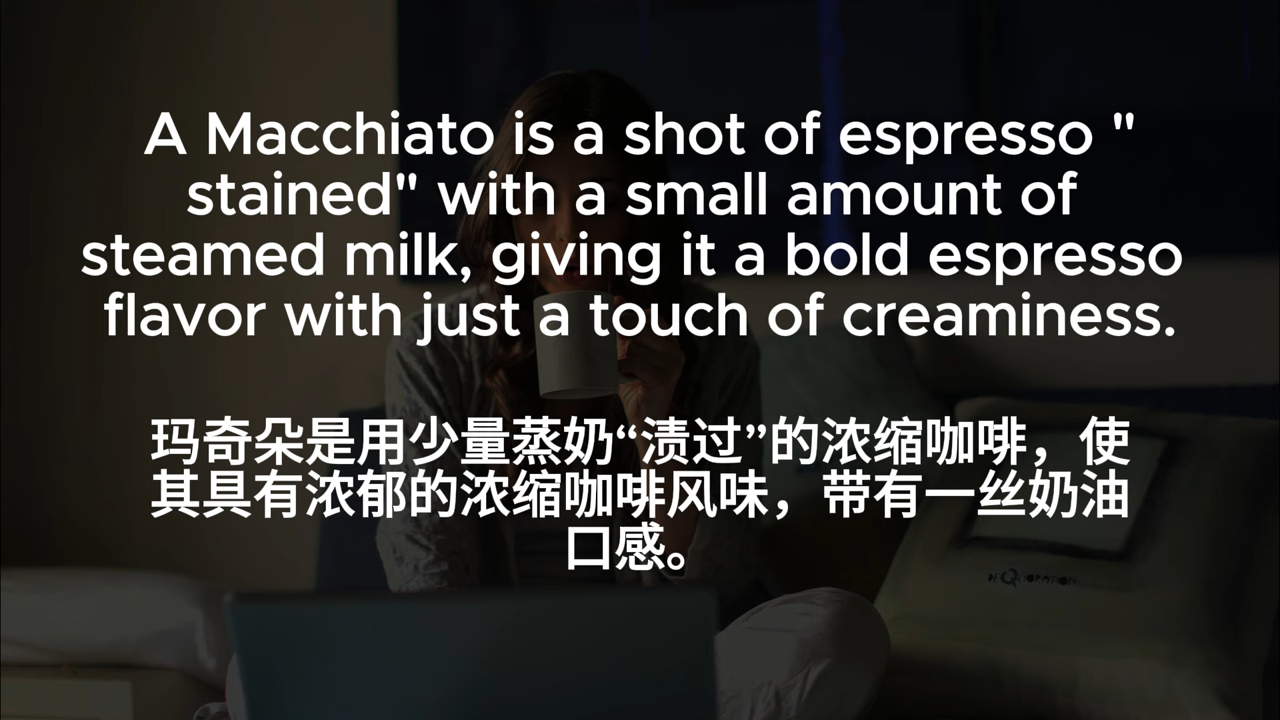 A Macchiato is a shot of espresso "
stained" with a small amount of
steamed milk, giving it a bold espresso
flavor with just a touch of creaminess.
玛奇朵是用少量蒸奶“渍过”的浓缩咖啡，使
其具有浓郁的浓缩咖啡风味，带有一丝奶油
口感。